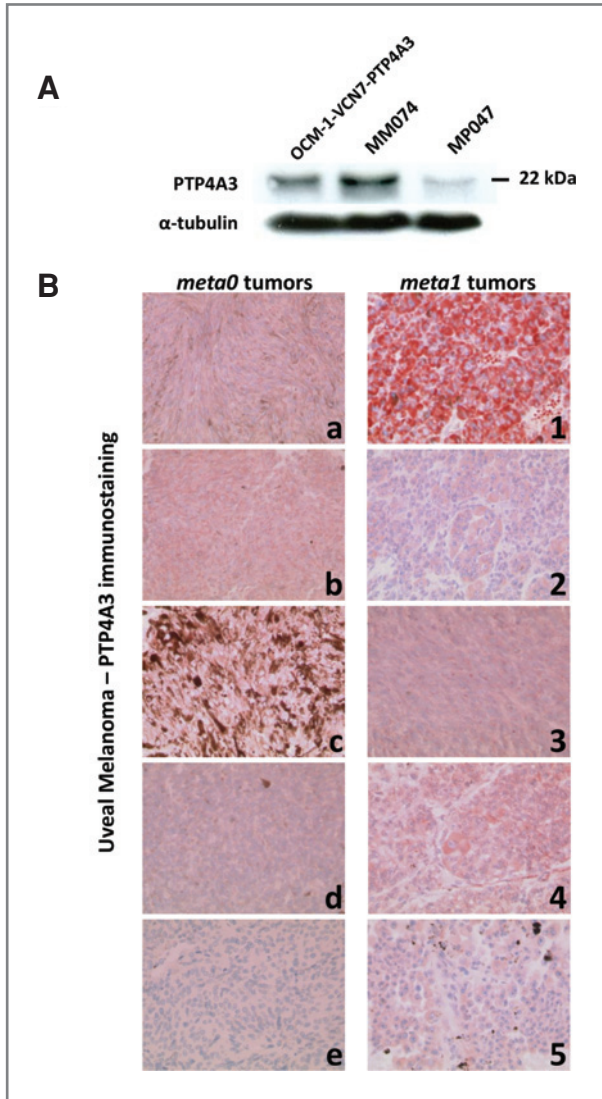 A
OCM-1-VCN7-PTP4A3
MM074
MP047
PTP4A3
22 kDa
α-tubulin
B
meta0 tumors
meta1 tumors
Uveal Melanoma – PTP4A3 immunostaining
a
1
b
2
c
3
d
4
e
5